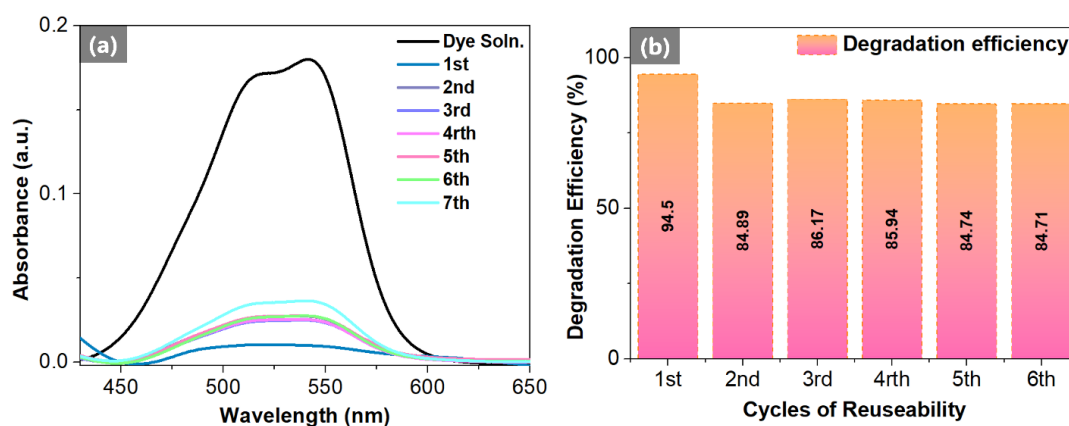 (a)
0.2
0.1
0.0
Absorbance (a.u.)
Dye Soln.
1st
2nd
3rd
4rth
5th
6th
7th
450
500
550
600
650
Wavelength (nm)
(b)
Degradation efficiency
100
50
0
Degradation Efficiency (%)
94.5
84.89
86.17
85.94
84.74
84.71
1st
2nd
3rd
4rth
5th
6th
Cycles of Reuseability